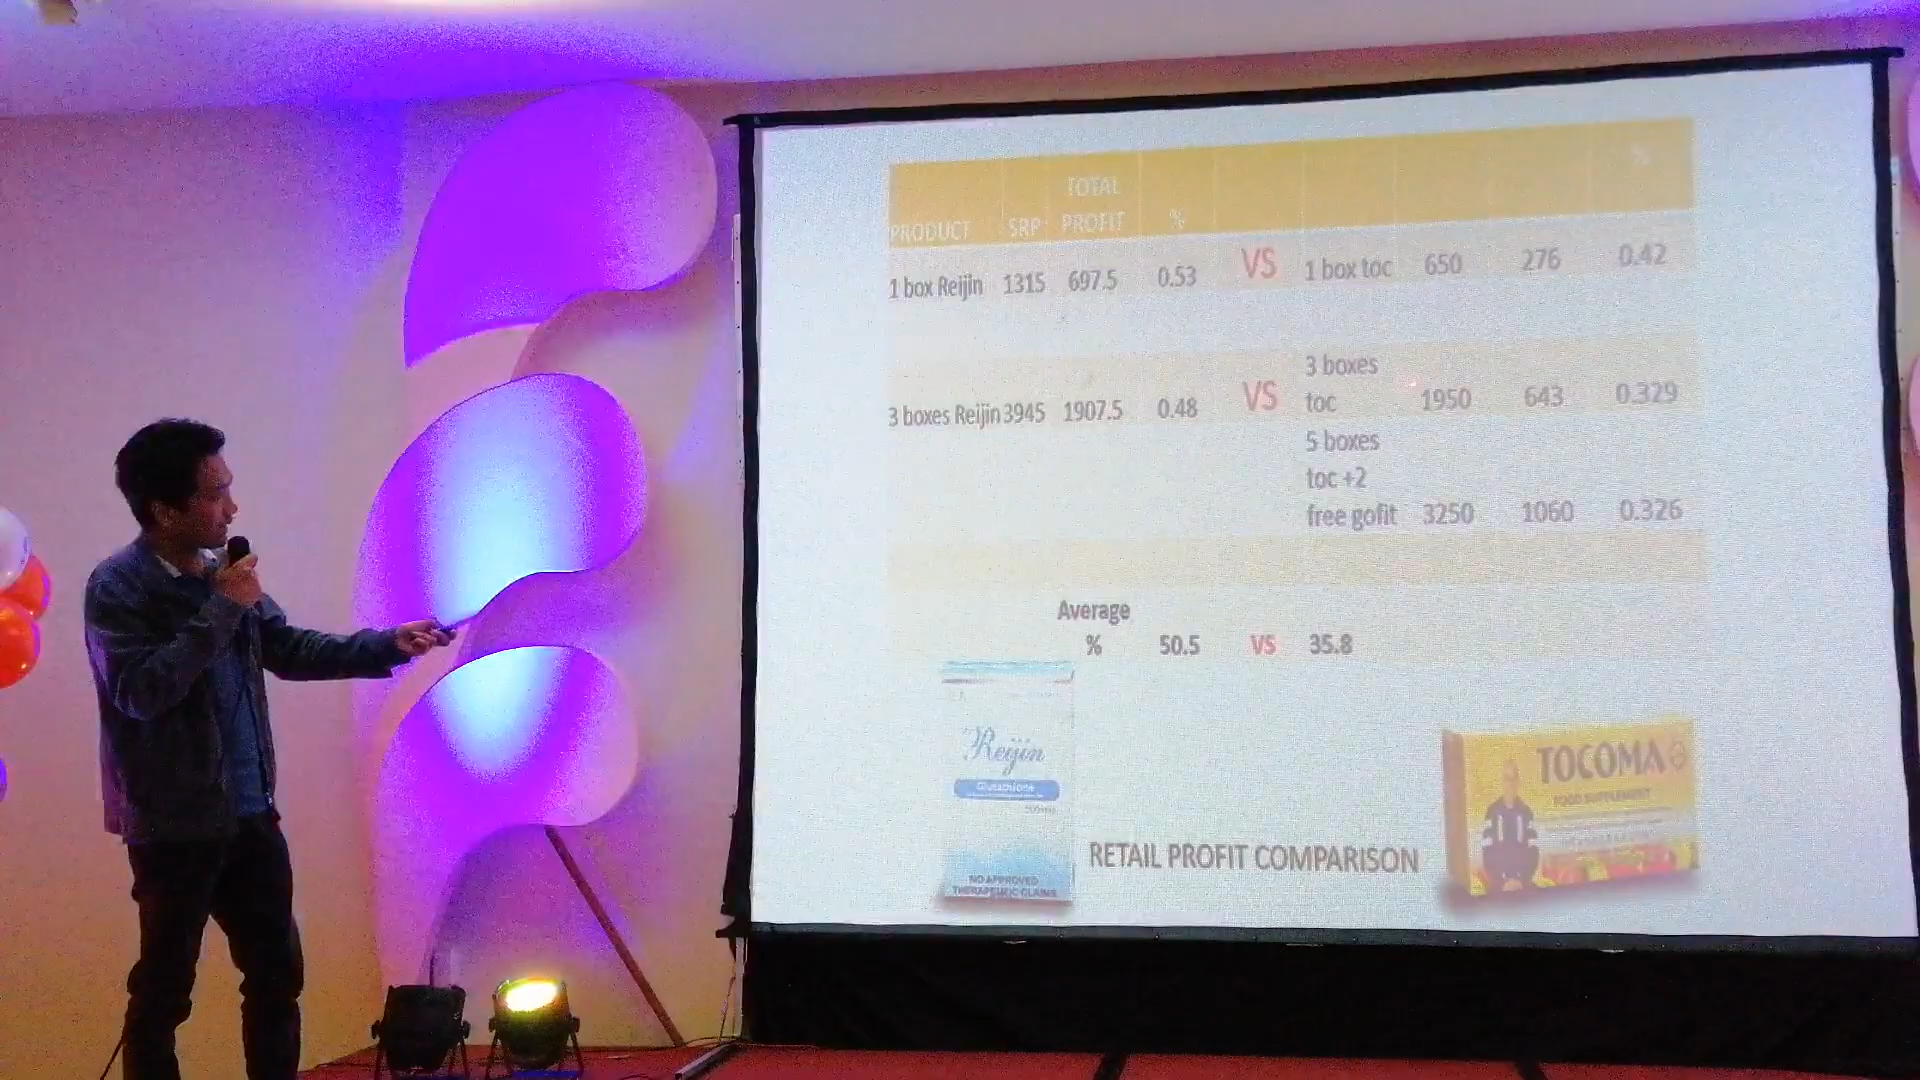 TOTAL
%
PRODUCT SRP PROFIT %
1 box Reijin 1315 697.5 0.53 VS 1 box toc 650 276 0.42
3 boxes
3 boxes Reijin 3945 1907.5 0.48 VS toc 1950 643 0.329
5 boxes
toc +2
free gofit 3250 1060 0.326
Average
% 50.5 VS 35.8
Reijin
Glutathione
NO APPROVED
THERAPEUTIC CLAIMS
RETAIL PROFIT COMPARISON
TOCOMA
FOOD SUPPLEMENT